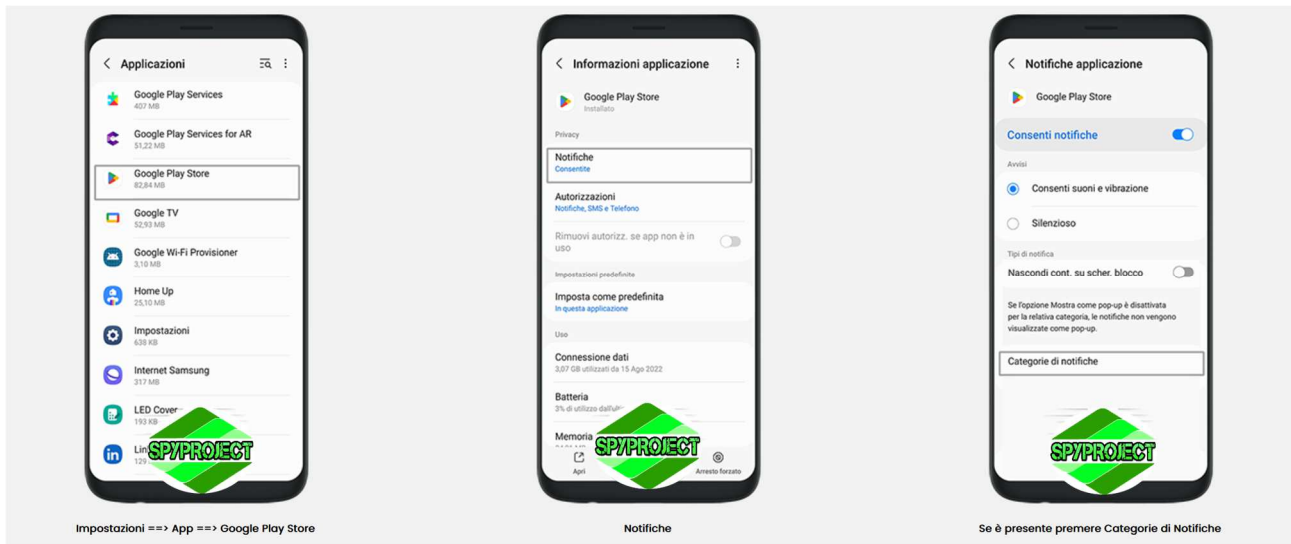 Applicazioni
Google Play Services
407 MB
Google Play Services for AR
51,22 MB
Google Play Store
82,84 MB
Google TV
52,93 MB
Google Wi-Fi Provisioner
3,10 MB
Home Up
25,10 MB
Impostazioni
638 KB
Internet Samsung
317 MB
LED Cover
193 KB
SPYPROJECT
Impostazioni ==> App ==> Google Play Store
Informazioni applicazione
Google Play Store
Installato
Privacy
Notifiche
Consentite
Autorizzazioni
Notifiche, SMS e Telefono
Rimuovi autorizz. se app non è in
uso
Impostazioni predefinite
Imposta come predefinita
In questa applicazione
Uso
Connessione dati
3,07 GB utilizzati da 15 Ago 2022
Batteria
3% di utilizzo
Memoria
SPYPROJECT
Apri
Arresto forzato
Notifiche
Notifiche applicazione
Google Play Store
Consenti notifiche
Avvisi
Consenti suoni e vibrazione
Silenzioso
Tipi di notifica
Nascondi cont. su scher. blocco
Se l'opzione Mostra come pop-up è disattivata
per la relativa categoria, le notifiche non vengono
visualizzate come pop-up.
Categorie di notifiche
SPYPROJECT
Se è presente premere Categorie di Notifiche